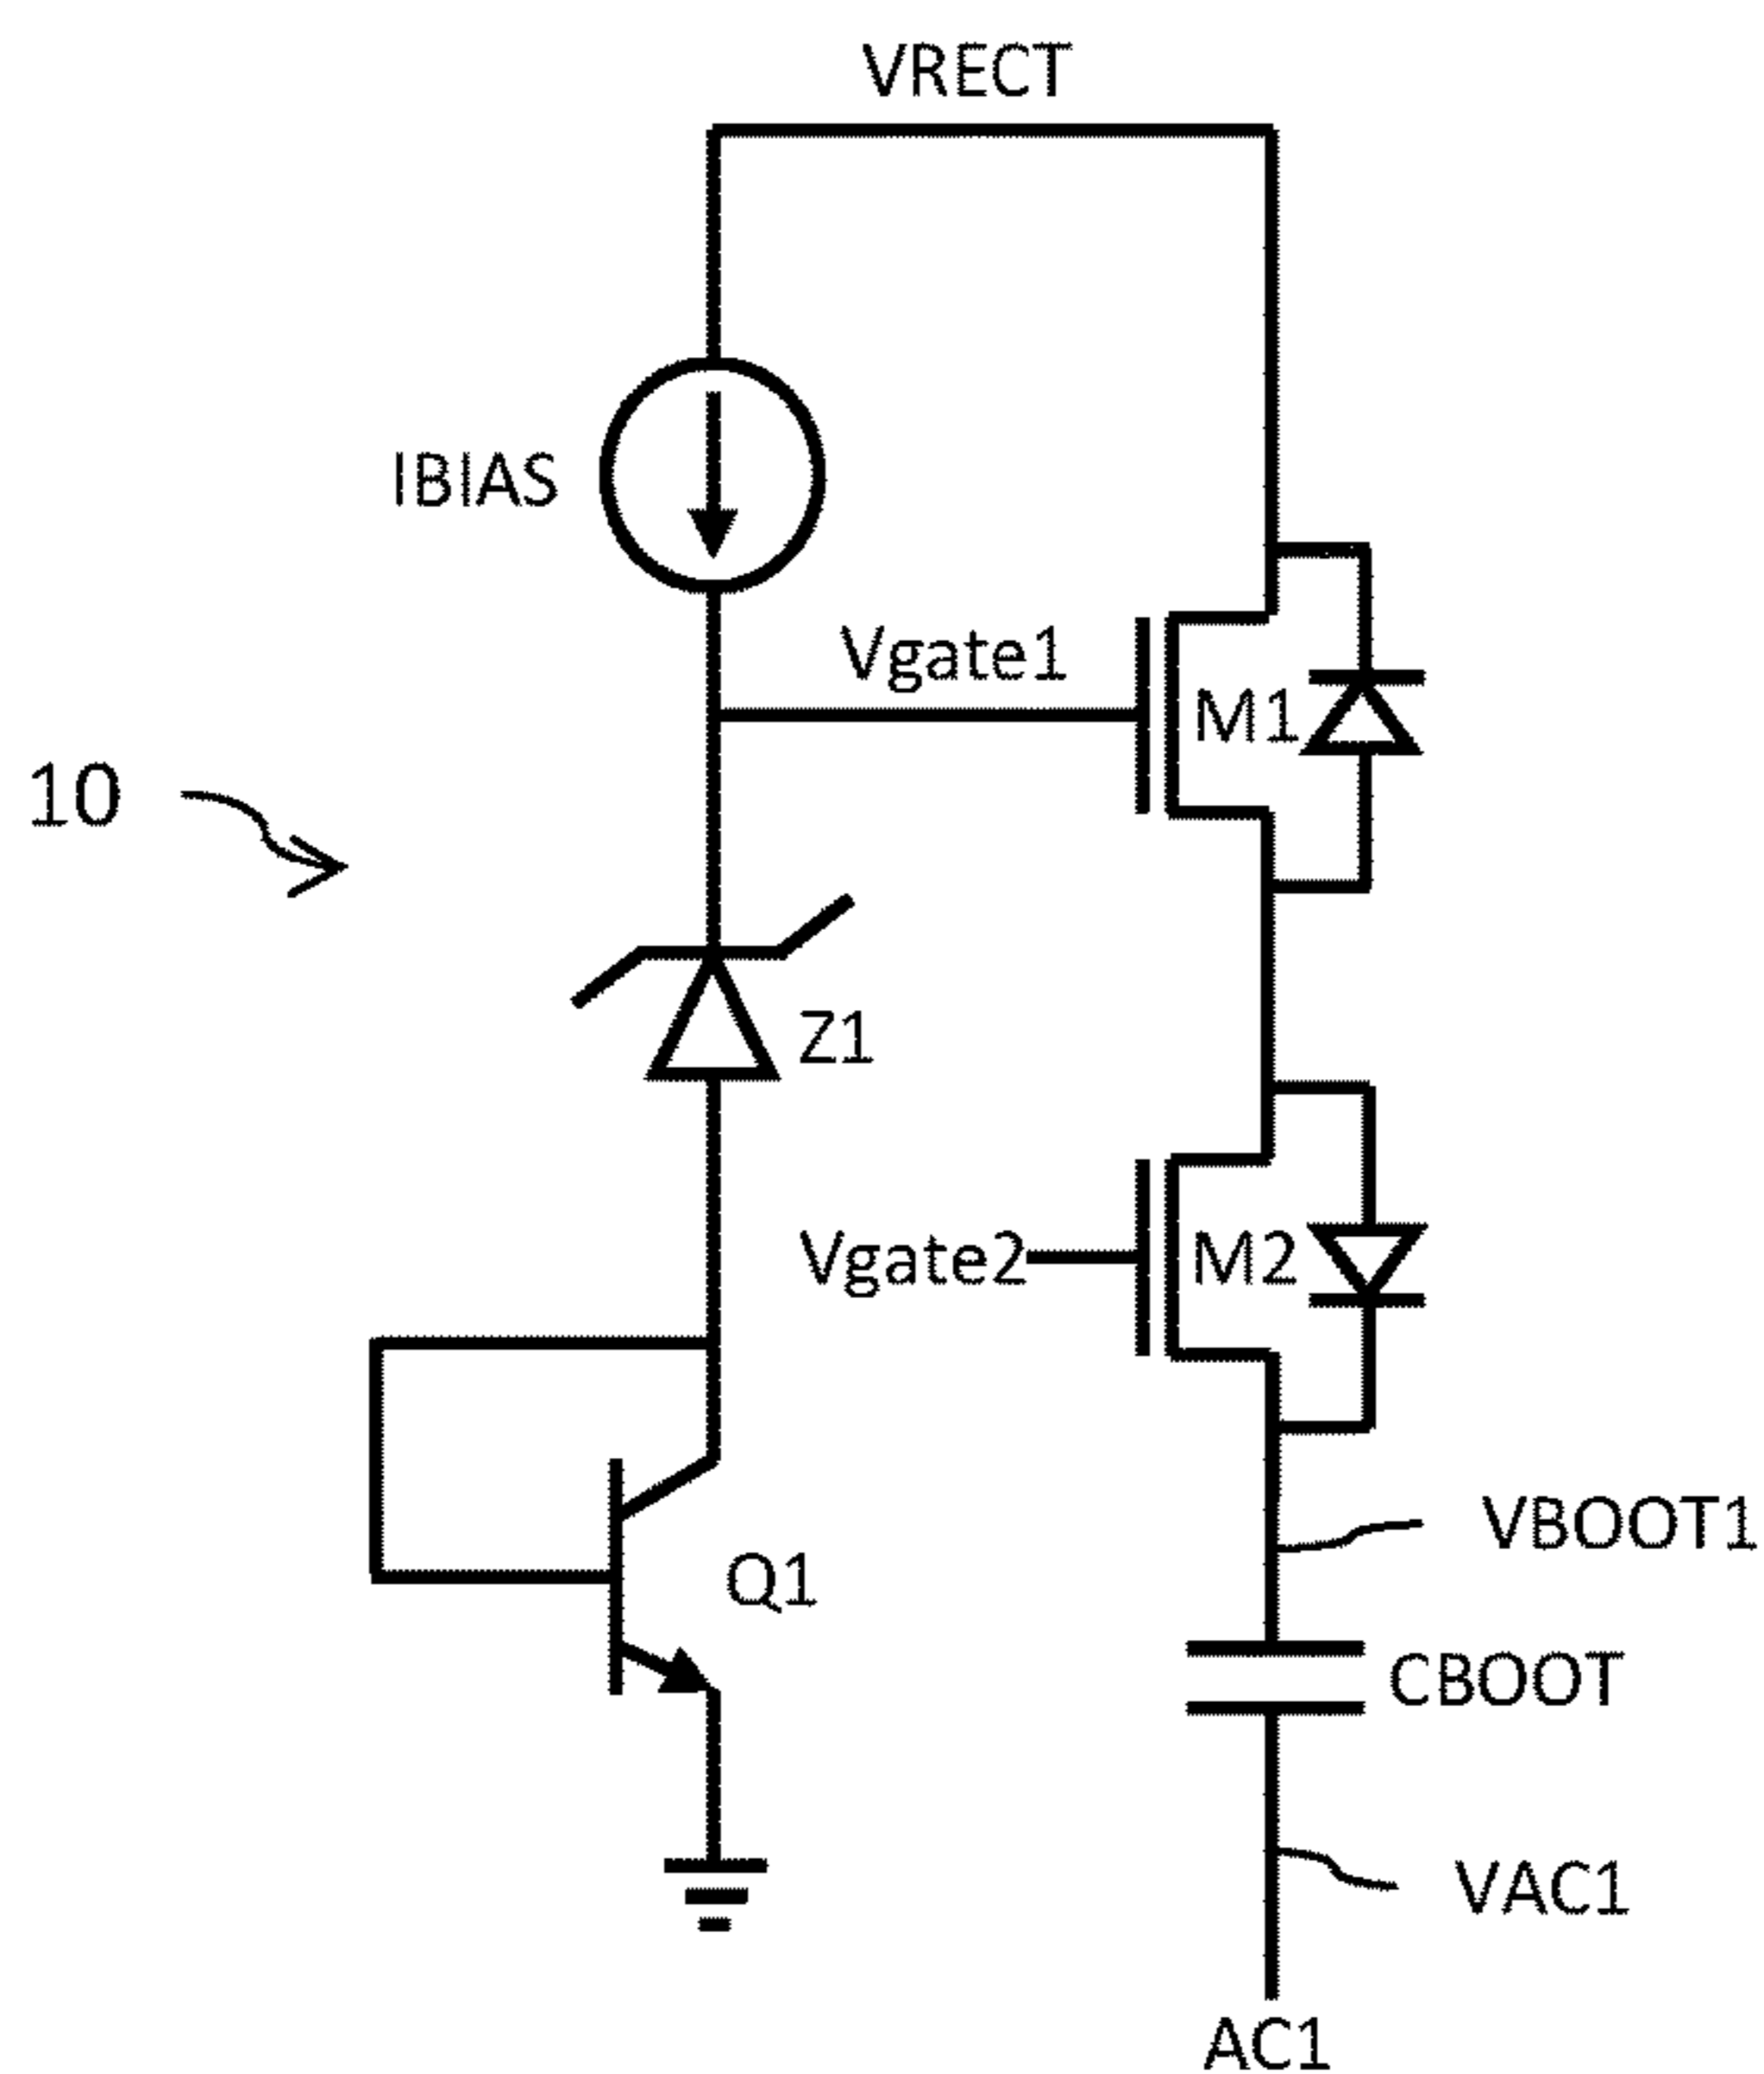 VRECT
IBIAS
Vgate1
M1
10
Z1
Vgate2
M2
VBOOT1
Q1
CBOOT
VAC1
AC1